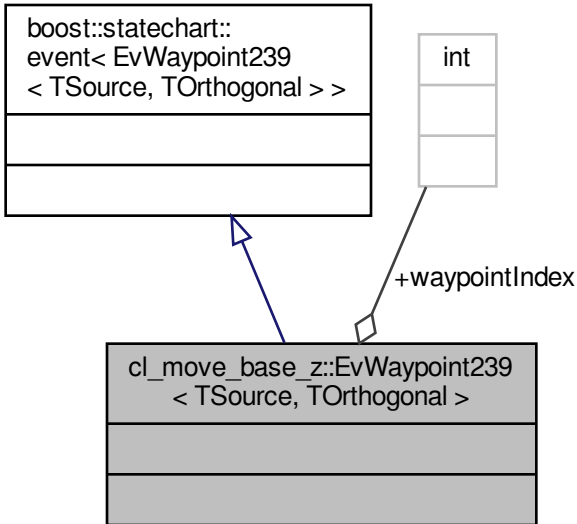 boost::statechart::
event< EvWaypoint239
< TSource, TOrthogonal > >
int
+waypointIndex
cl_move_base_z::EvWaypoint239
< TSource, TOrthogonal >